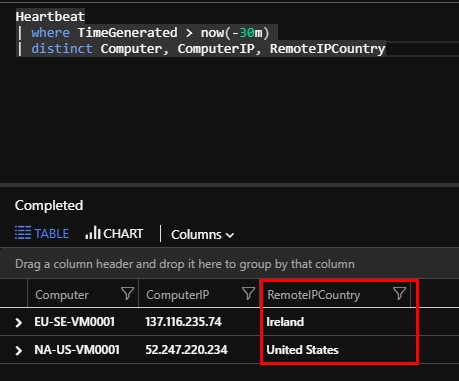 Heartbeat
| where TimeGenerated > now(-30m)
| distinct Computer, ComputerIP, RemoteIPCountry
Completed
TABLE CHART Columns
Drag a column header and drop it here to group by that column
Computer ComputerIP RemoteIPCountry
EU-SE-VM0001 137.116.235.74 Ireland
NA-US-VM0001 52.247.220.234 United States